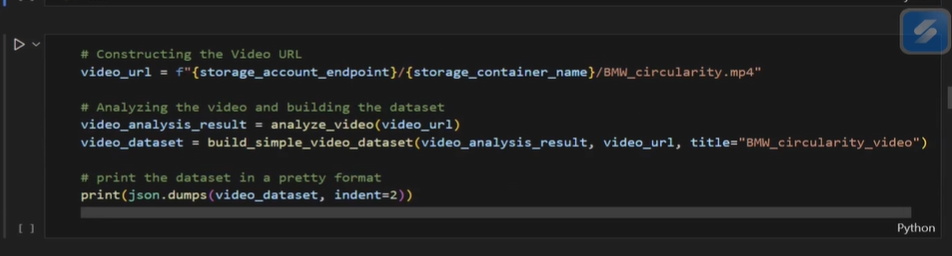 # Constructing the Video URL
video_url = f"{storage_account_endpoint}/{storage_container_name}/BMW_circularity.mp4"
# Analyzing the video and building the dataset
video_analysis_result = analyze_video(video_url)
video_dataset = build_simple_video_dataset(video_analysis_result, video_url, title="BMW_circularity_video")
# print the dataset in a pretty format
print(json.dumps(video_dataset, indent=2))
[ ]
Python